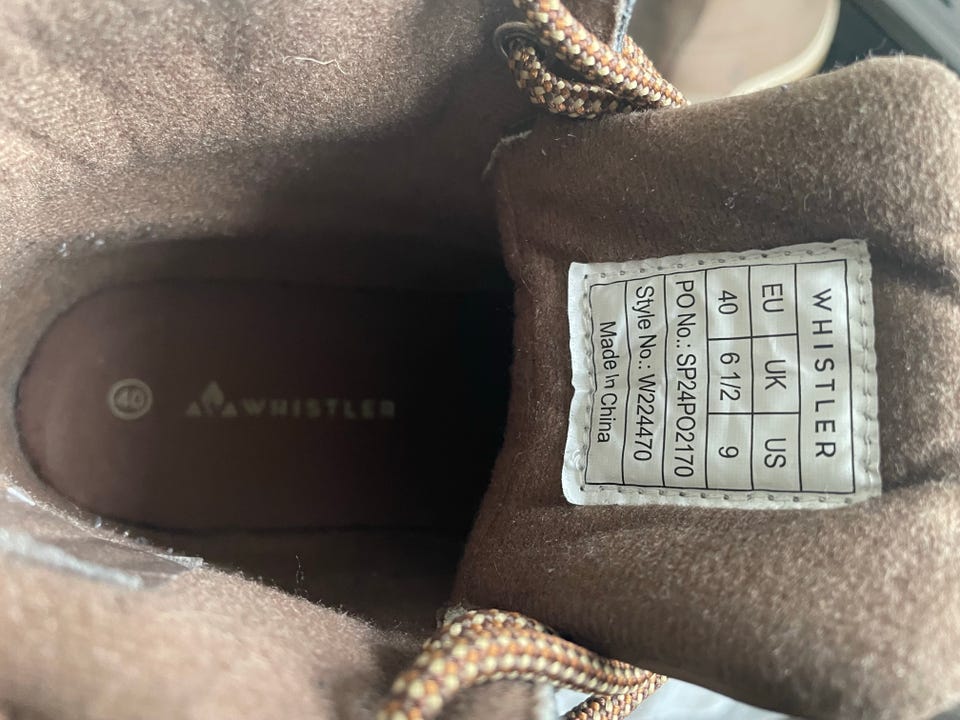 WHISTLER
EU UK US
40 6 1/2 9
PO No.: SP24PO2170
Style No.: W224470
Made In China
40 WHISTLER